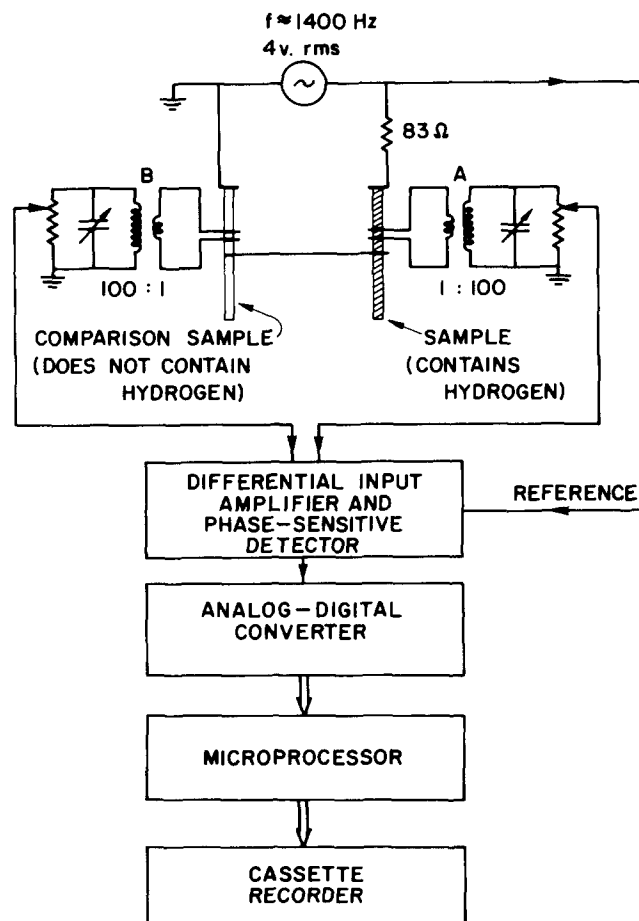 f ≈ 1400 Hz
4v. rms
83 Ω
B
A
100 : 1
1 : 100
COMPARISON SAMPLE
(DOES NOT CONTAIN
HYDROGEN)
SAMPLE
(CONTAINS
HYDROGEN)
DIFFERENTIAL INPUT
AMPLIFIER AND
PHASE-SENSITIVE
DETECTOR
REFERENCE
ANALOG-DIGITAL
CONVERTER
MICROPROCESSOR
CASSETTE
RECORDER